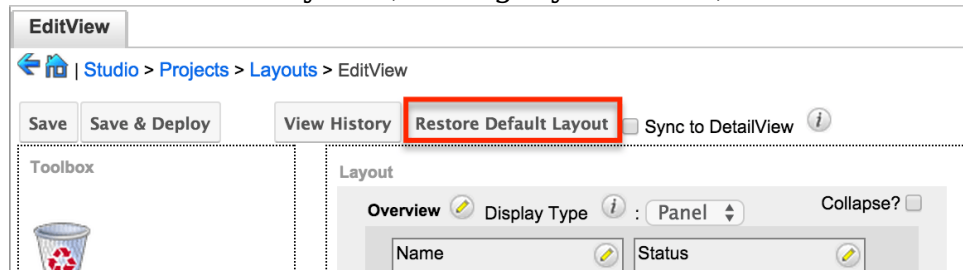 EditView
| Studio > Projects > Layouts > EditView
Save Save & Deploy View History Restore Default Layout Sync to DetailView i
Toolbox
Layout
Overview Display Type i : Panel Collapse?
Name Status